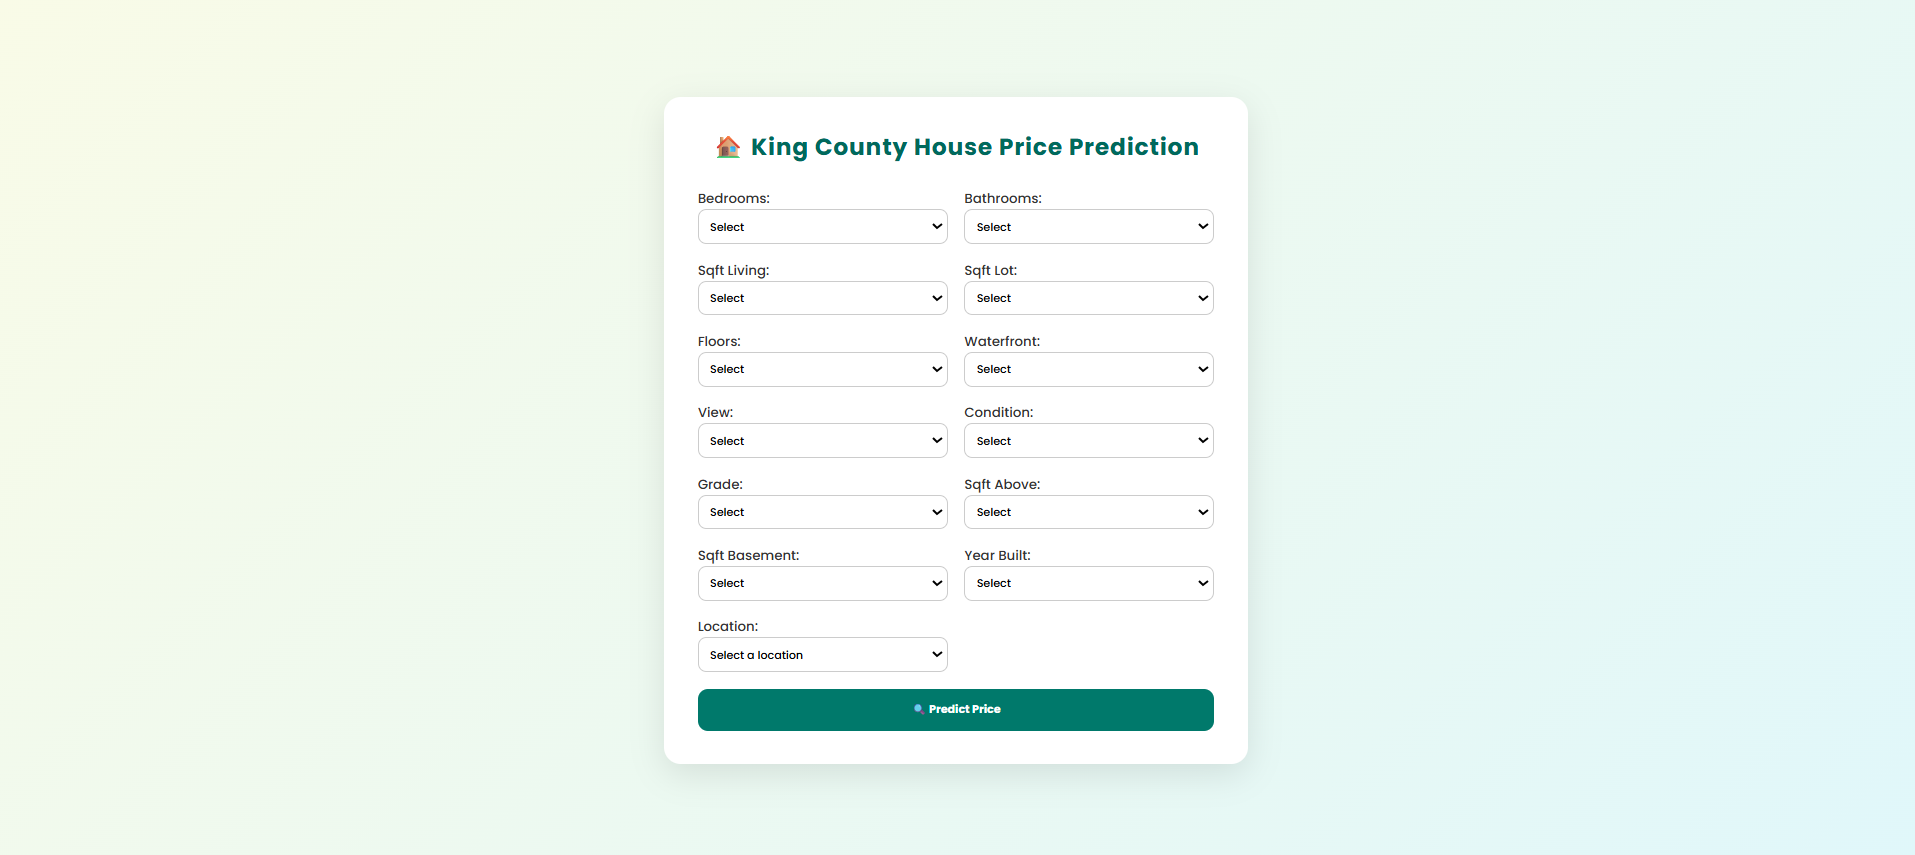 King County House Price Prediction
Bedrooms: Bathrooms:
Select Select
Sqft Living: Sqft Lot:
Select Select
Floors: Waterfront:
Select Select
View: Condition:
Select Select
Grade: Sqft Above:
Select Select
Sqft Basement: Year Built:
Select Select
Location:
Select a location
Predict Price